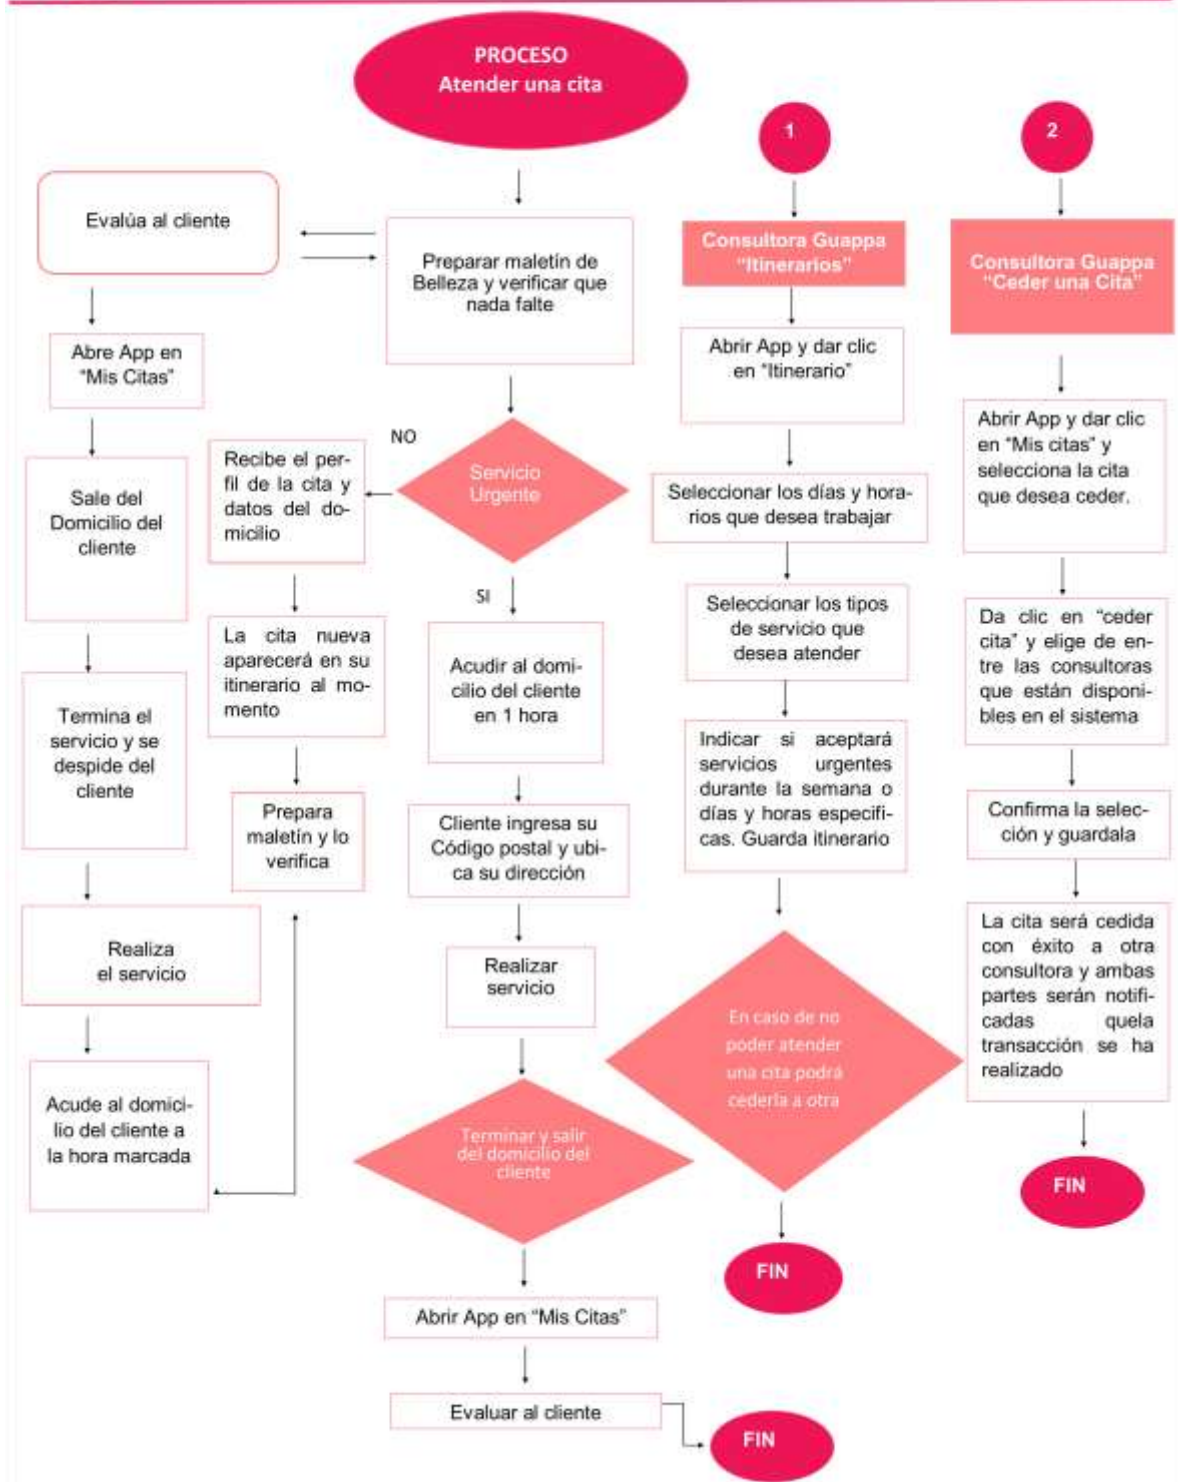 PROCESO
Atender una cita
1
2
Evalúa al cliente
Preparar maletín de
Belleza y verificar que
nada falte
Consultora Guappa
“Itinerarios”
Consultora Guappa
“Ceder una Cita”
Abre App en
“Mis Citas”
Abrir App y dar clic
en “Itinerario”
Abrir App y dar clic
en “Mis citas” y
selecciona la cita
que desea ceder.
NO
Servicio
Urgente
Recibe el per-
fil de la cita y
datos del do-
micilio
Sale del
Domicilio del
cliente
Seleccionar los días y hora-
rios que desea trabajar
SI
Seleccionar los tipos
de servicio que
desea atender
Da clic en “ceder
cita” y elige de en-
tre las consultoras
que están disponi-
bles en el sistema
La cita nueva
aparecerá en su
itinerario al mo-
mento
Acudir al domi-
cilio del cliente
en 1 hora
Termina el
servicio y se
despide del
cliente
Indicar si aceptará
servicios urgentes
durante la semana o
días y horas especifi-
cas. Guarda itinerario
Prepara
maletín y lo
verifica
Cliente ingresa su
Código postal y ubi-
ca su dirección
Confirma la selec-
ción y guardala
Realiza
el servicio
Realizar
servicio
La cita será cedida
con éxito a otra
consultora y ambas
partes serán notifi-
cadas quela
transacción se ha
realizado
En caso de no
poder atender
una cita podrá
cederla a otra
Acude al domici-
lio del cliente a
la hora marcada
Terminar y salir
del domicilio del
cliente
FIN
FIN
Abrir App en “Mis Citas”
Evaluar al cliente
FIN